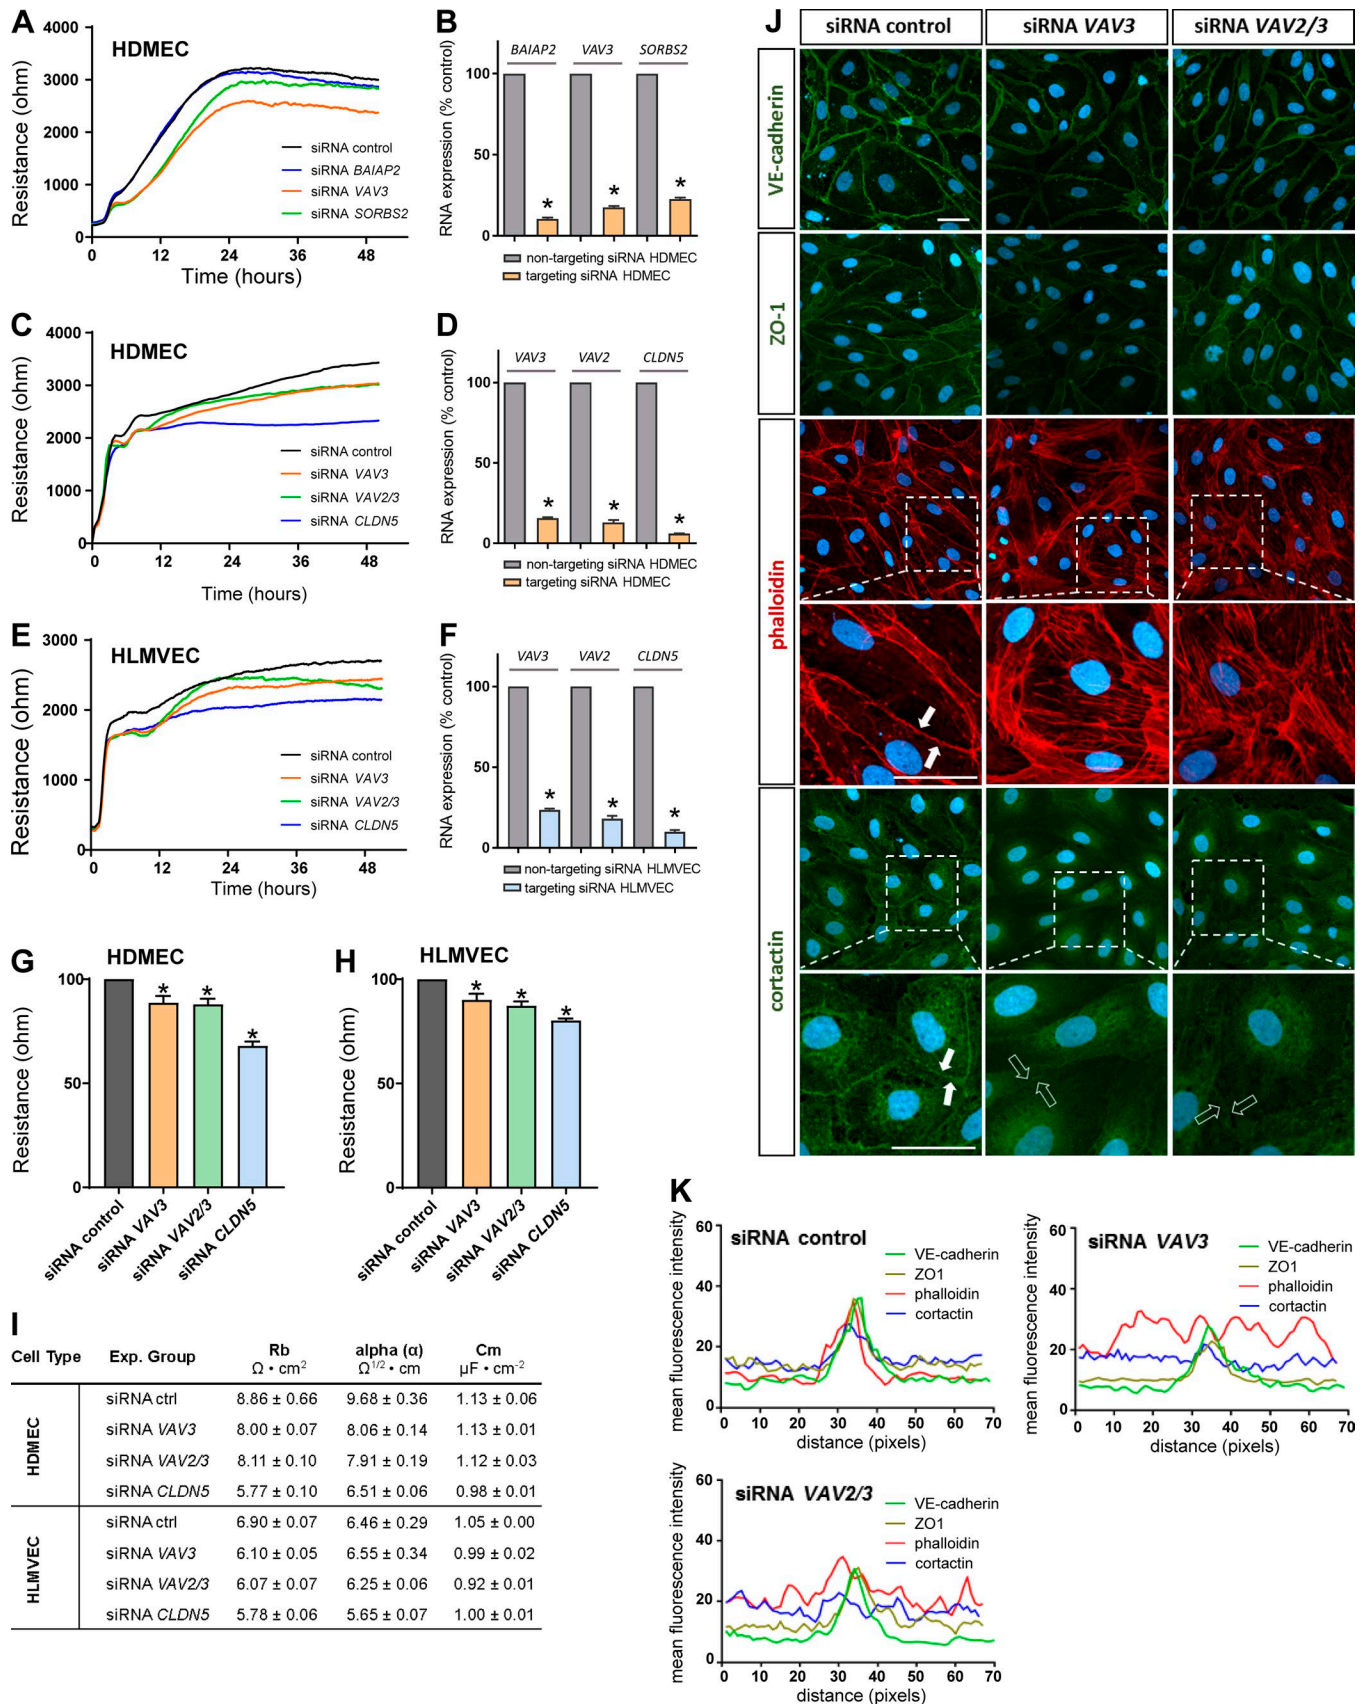 A
HDMEC
Resistance (ohm)
4000
3000
2000
1000
0
siRNA control
siRNA BAIAP2
siRNA VAV3
siRNA SORBS2
0 12 24 36 48
Time (hours)
B
RNA expression (% control)
BAIAP2 VAV3 SORBS2
100
50
0
* * *
non-targeting siRNA HDMEC
targeting siRNA HDMEC
C
HDMEC
Resistance (ohm)
4000
3000
2000
1000
0
siRNA control
siRNA VAV3
siRNA VAV2/3
siRNA CLDN5
0 12 24 36 48
Time (hours)
D
RNA expression (% control)
VAV3 VAV2 CLDN5
100
50
0
* * *
non-targeting siRNA HDMEC
targeting siRNA HDMEC
E
HLMVEC
Resistance (ohm)
3000
2000
1000
0
siRNA control
siRNA VAV3
siRNA VAV2/3
siRNA CLDN5
0 12 24 36 48
Time (hours)
F
RNA expression (% control)
VAV3 VAV2 CLDN5
100
50
0
* * *
non-targeting siRNA HLMVEC
targeting siRNA HLMVEC
G
HDMEC
Resistance (ohm)
100
50
0
* * *
siRNA control
siRNA VAV3
siRNA VAV2/3
siRNA CLDN5
H
HLMVEC
Resistance (ohm)
100
50
0
* * *
siRNA control
siRNA VAV3
siRNA VAV2/3
siRNA CLDN5
I
Cell Type Exp. Group Rb alpha (α) Cm
Ω • cm2 Ω1/2 • cm µF • cm-2
HDMEC
siRNA ctrl 8.86 ± 0.66 9.68 ± 0.36 1.13 ± 0.06
siRNA VAV3 8.00 ± 0.07 8.06 ± 0.14 1.13 ± 0.01
siRNA VAV2/3 8.11 ± 0.10 7.91 ± 0.19 1.12 ± 0.03
siRNA CLDN5 5.77 ± 0.10 6.51 ± 0.06 0.98 ± 0.01
HLMVEC
siRNA ctrl 6.90 ± 0.07 6.46 ± 0.29 1.05 ± 0.00
siRNA VAV3 6.10 ± 0.05 6.55 ± 0.34 0.99 ± 0.02
siRNA VAV2/3 6.07 ± 0.07 6.25 ± 0.06 0.92 ± 0.01
siRNA CLDN5 5.78 ± 0.06 5.65 ± 0.07 1.00 ± 0.01
J
siRNA control siRNA VAV3 siRNA VAV2/3
VE-cadherin
ZO-1
phalloidin
cortactin
K
siRNA control
mean fluorescence intensity
60
40
20
0
VE-cadherin
ZO1
phalloidin
cortactin
0 10 20 30 40 50 60 70
distance (pixels)
siRNA VAV3
mean fluorescence intensity
60
40
20
0
VE-cadherin
ZO1
phalloidin
cortactin
0 10 20 30 40 50 60 70
distance (pixels)
siRNA VAV2/3
mean fluorescence intensity
60
40
20
0
VE-cadherin
ZO1
phalloidin
cortactin
0 10 20 30 40 50 60 70
distance (pixels)